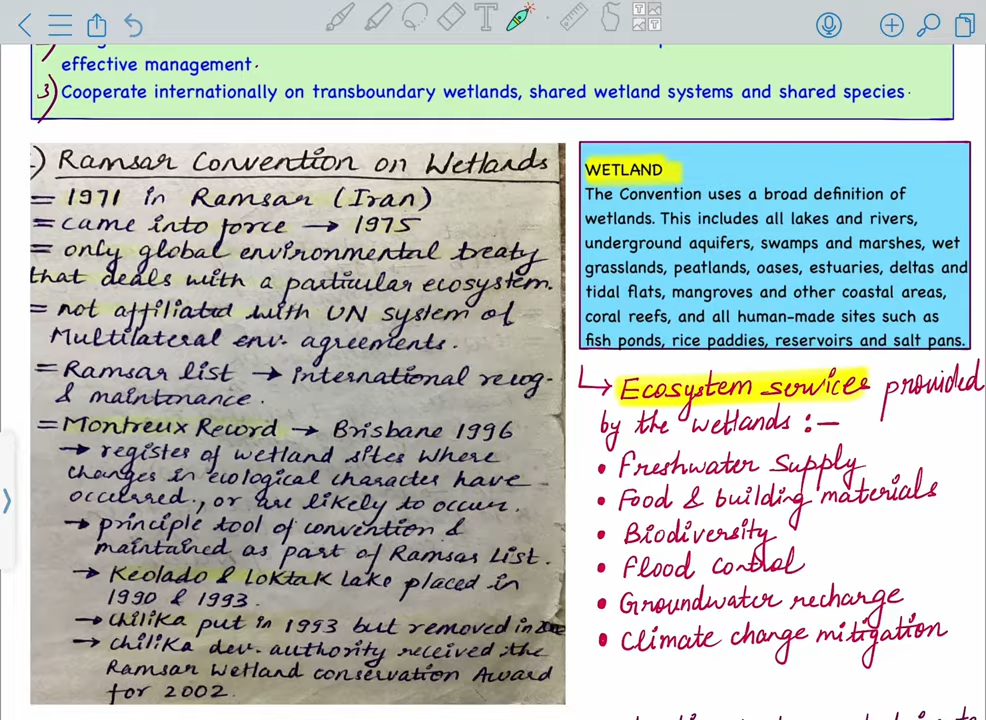 effective management.
3) Cooperate internationally on transboundary wetlands, shared wetland systems and shared species.
.) Ramsar Convention on Wetlands
= 1971 in Ramsar (Iran)
= came into force → 1975
= only global environmental treaty
that deals with a particular ecosystem.
= not affiliated with UN system of
Multilateral env. agreements.
= Ramsar list → international recog-
& maintonance.
= Montreux Record → Brisbane 1996
→ register of wetland sites where
changes in ecological character have
occurred, or are likely to occur.
→ principle tool of convention &
maintained as part of Ramsar List.
→ Keolado & Loktak lake placed in
1990 & 1993.
→ Chilika put in 1993 but removed in
→ Chilika dev. authority received the
Ramsar Wetland conservation Award
for 2002.
WETLAND
The Convention uses a broad definition of
wetlands. This includes all lakes and rivers,
underground aquifers, swamps and marshes, wet
grasslands, peatlands, oases, estuaries, deltas and
tidal flats, mangroves and other coastal areas,
coral reefs, and all human-made sites such as
fish ponds, rice paddies, reservoirs and salt pans.
↳ Ecosystem services provided
by the wetlands :-
• Freshwater supply
• Food & building materials
• Biodiversity
• Flood control
• Groundwater recharge
• Climate change mitigation